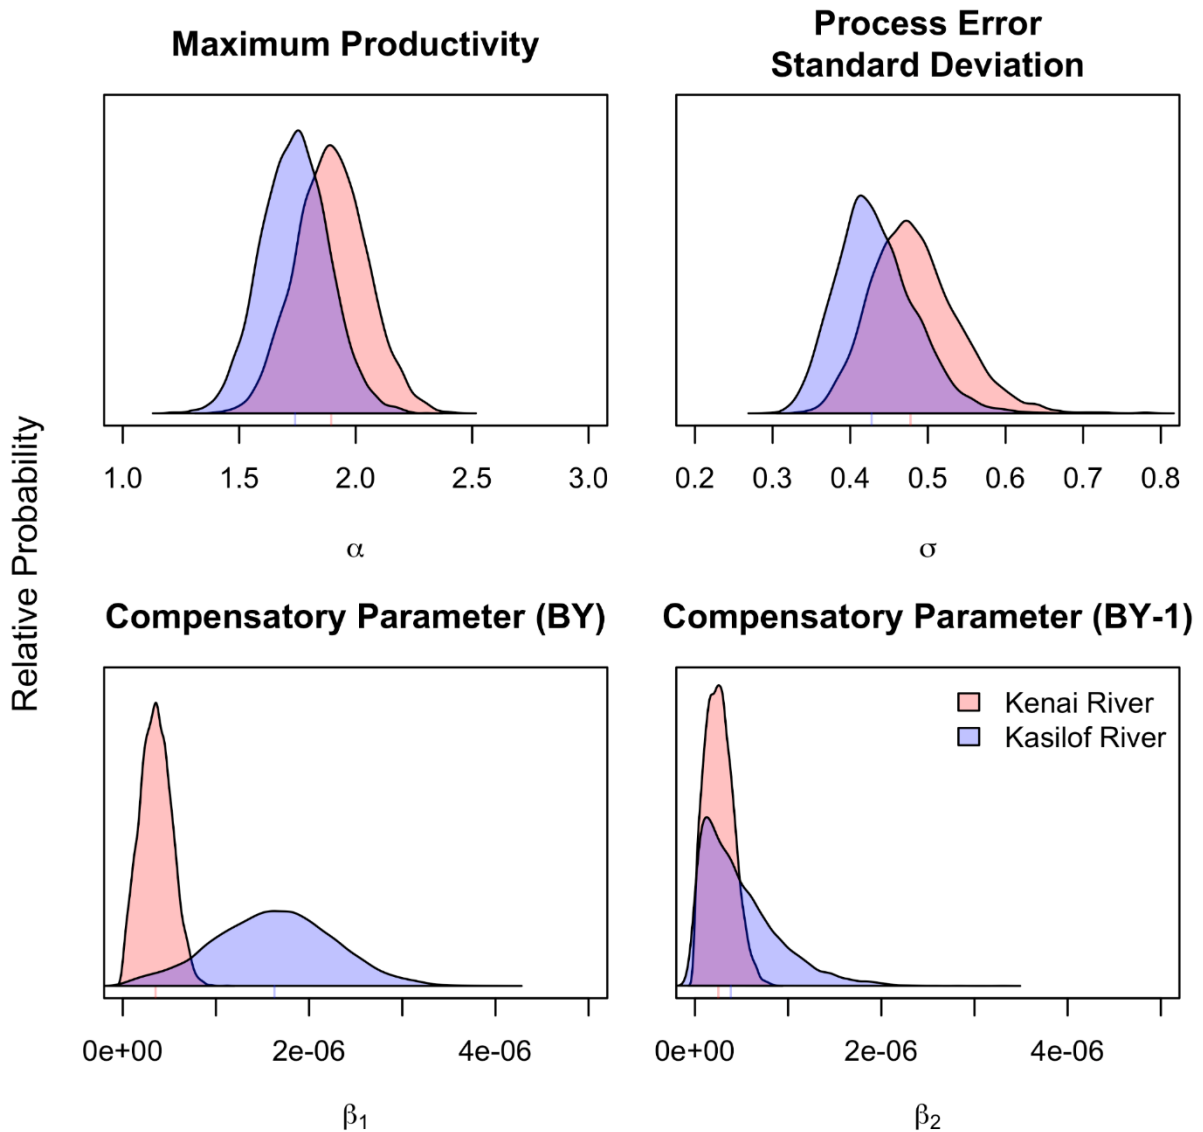 Maximum Productivity
Process Error
Standard Deviation
1.0 1.5 2.0 2.5 3.0
0.2 0.3 0.4 0.5 0.6 0.7 0.8
α
σ
Relative Probability
Compensatory Parameter (BY)
Compensatory Parameter (BY-1)
Kenai River
Kasilof River
0e+00 2e-06 4e-06
0e+00 2e-06 4e-06
β₁
β₂